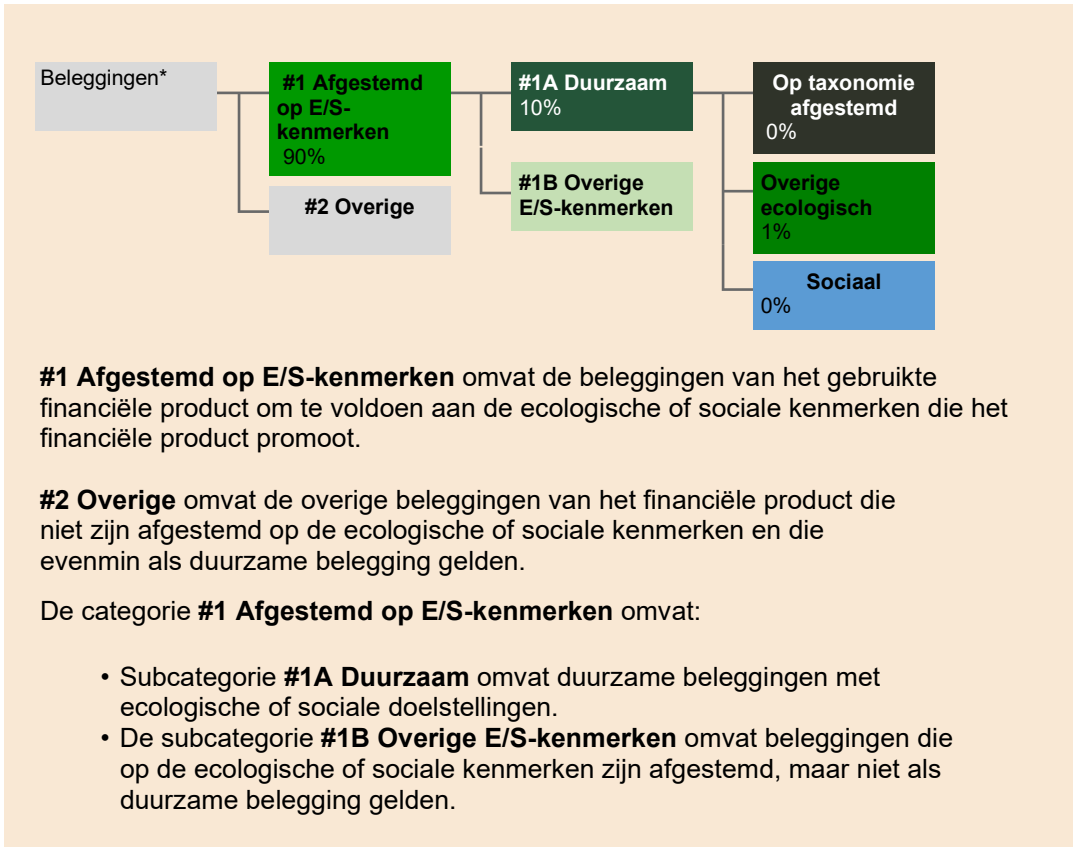 Beleggingen*
#1 Afgestemd
op E/S-
kenmerken
90%
#2 Overige
#1A Duurzaam
10%
#1B Overige
E/S-kenmerken
Op taxonomie
afgestemd
0%
Overige
ecologisch
1%
Sociaal
0%
#1 Afgestemd op E/S-kenmerken omvat de beleggingen van het gebruikte
financiële product om te voldoen aan de ecologische of sociale kenmerken die het
financiële product promoot.
#2 Overige omvat de overige beleggingen van het financiële product die
niet zijn afgestemd op de ecologische of sociale kenmerken en die
evenmin als duurzame belegging gelden.
De categorie #1 Afgestemd op E/S-kenmerken omvat:
• Subcategorie #1A Duurzaam omvat duurzame beleggingen met
ecologische of sociale doelstellingen.
• De subcategorie #1B Overige E/S-kenmerken omvat beleggingen die
op de ecologische of sociale kenmerken zijn afgestemd, maar niet als
duurzame belegging gelden.